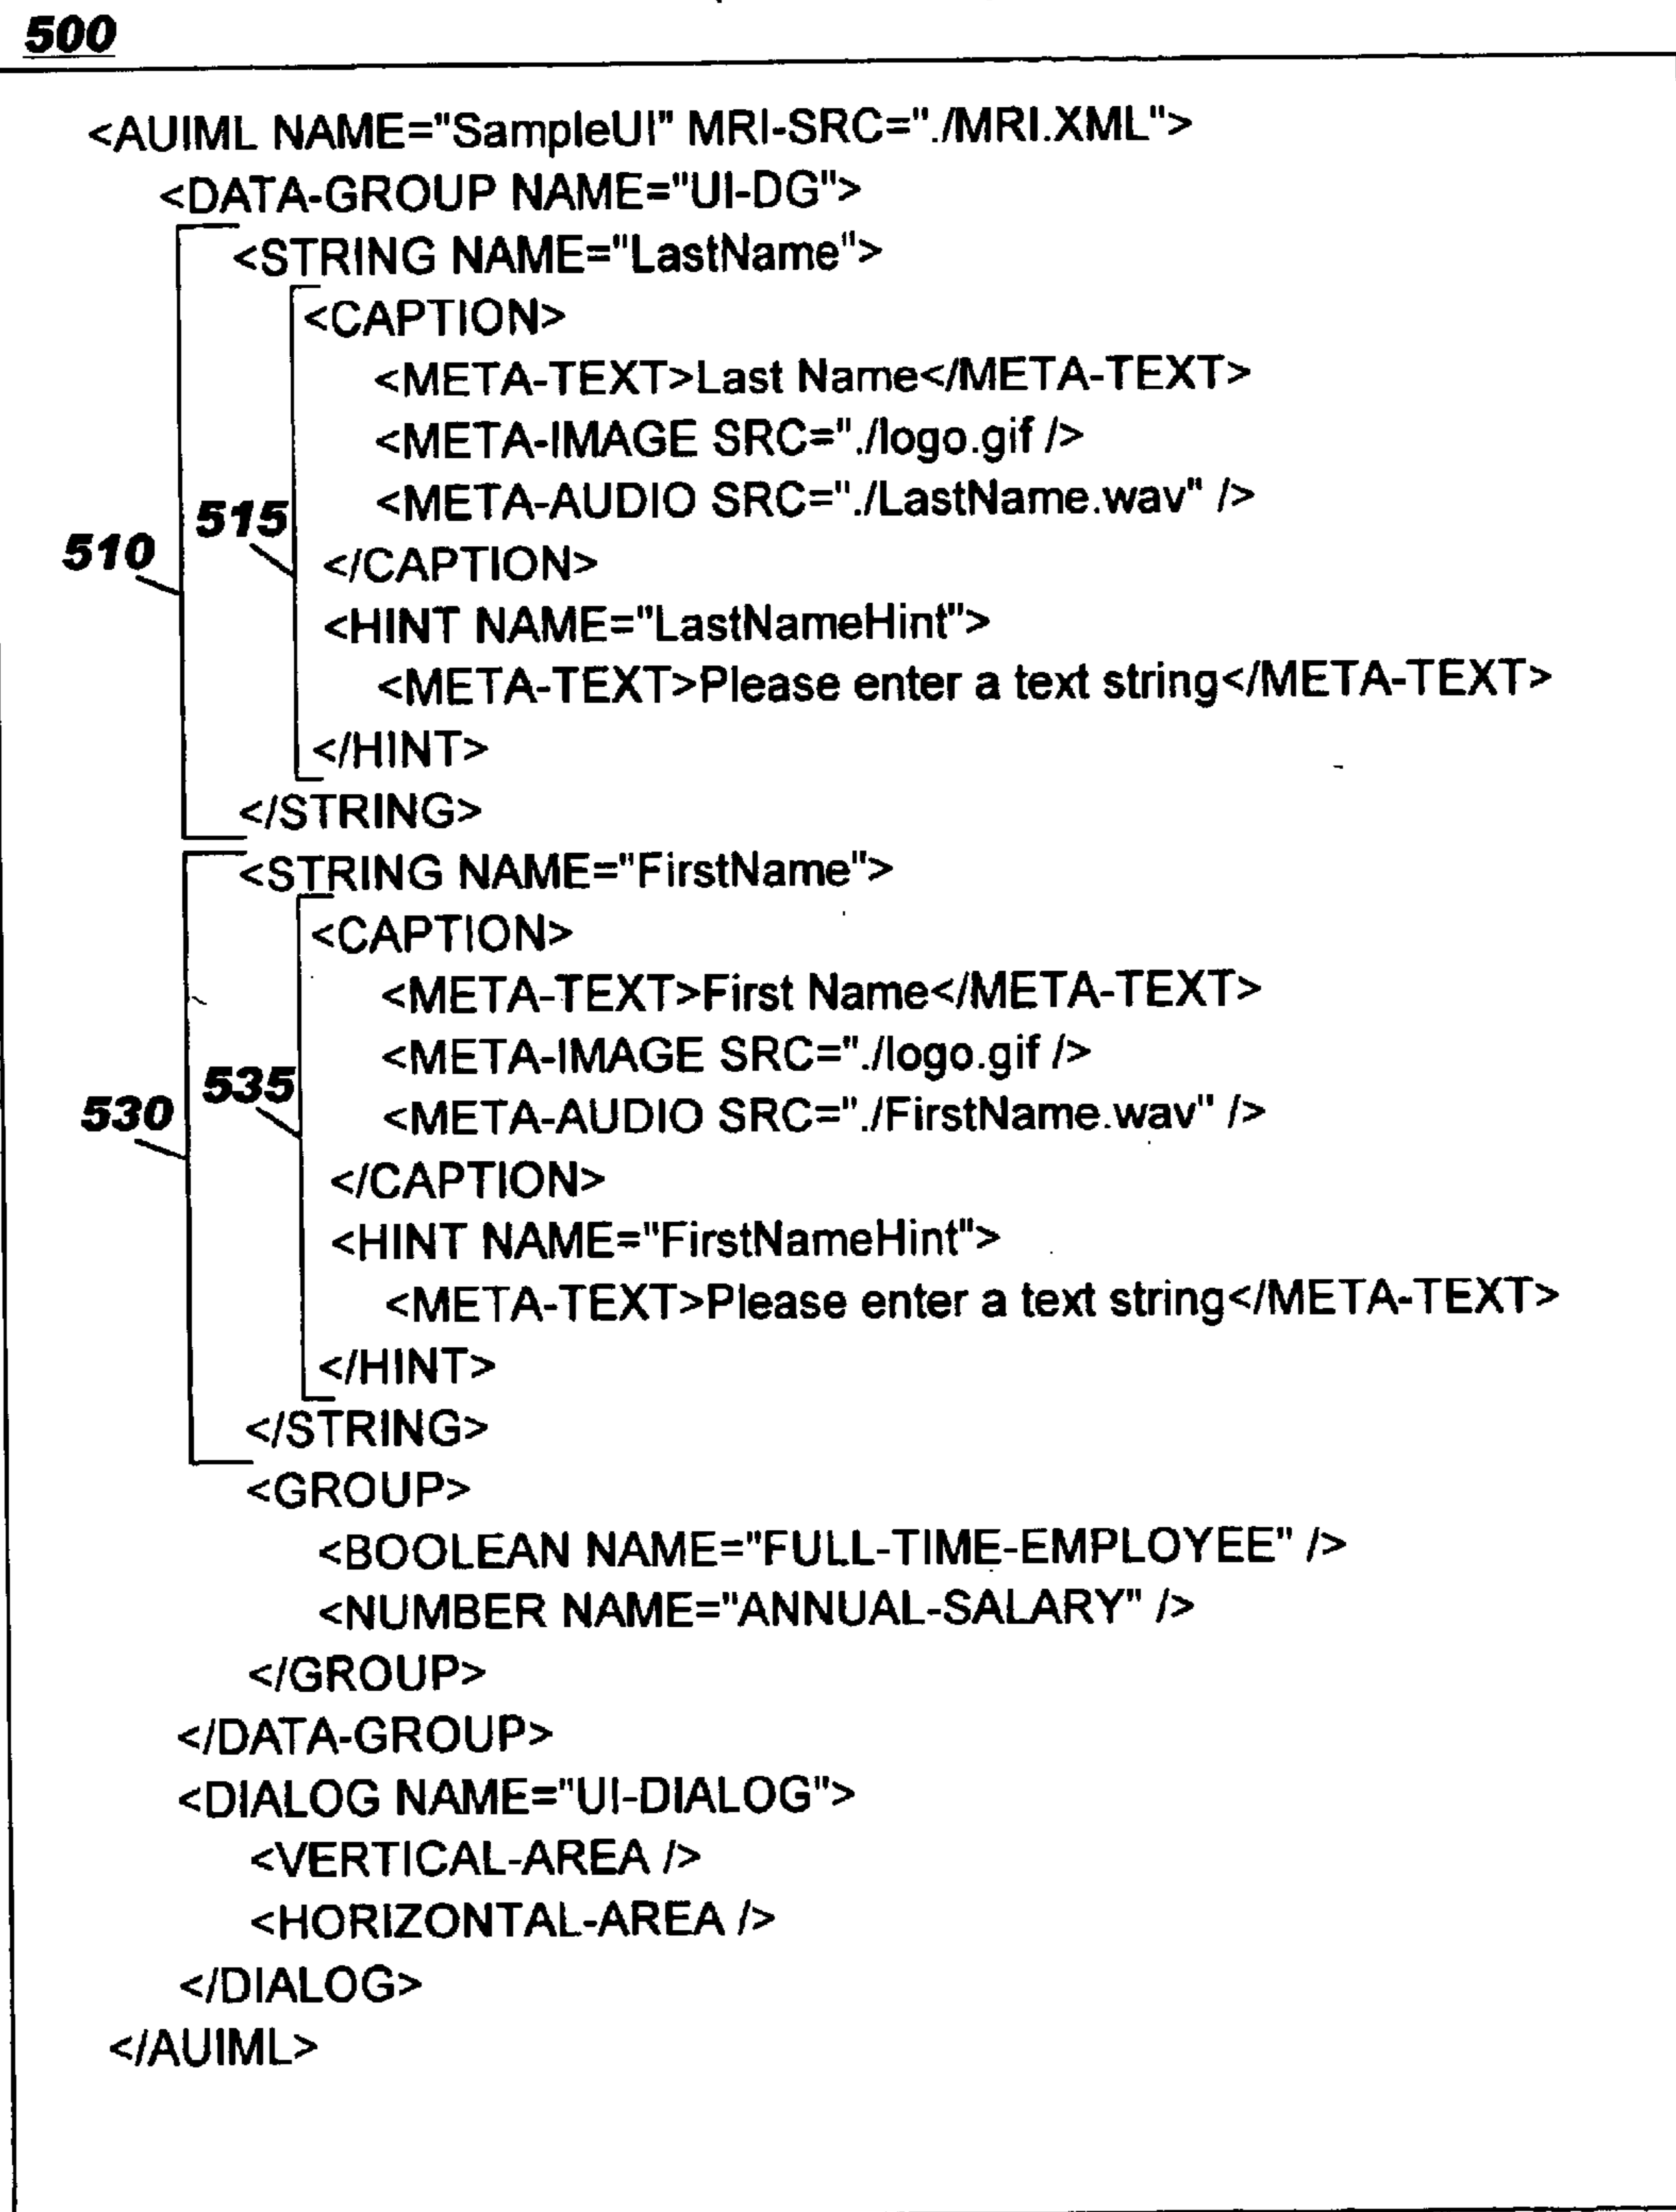 500
<AUIML NAME="SampleUI" MRI-SRC="./MRI.XML">
<DATA-GROUP NAME="UI-DG">
<STRING NAME="LastName">
<CAPTION>
<META-TEXT>Last Name</META-TEXT>
<META-IMAGE SRC="./logo.gif />
<META-AUDIO SRC="./LastName.wav" />
515
510
</CAPTION>
<HINT NAME="LastNameHint">
<META-TEXT>Please enter a text string</META-TEXT>
</HINT>
</STRING>
<STRING NAME="FirstName">
<CAPTION>
<META-TEXT>First Name</META-TEXT>
<META-IMAGE SRC="./logo.gif />
535
530
<META-AUDIO SRC="./FirstName.wav" />
</CAPTION>
<HINT NAME="FirstNameHint">
<META-TEXT>Please enter a text string</META-TEXT>
</HINT>
</STRING>
<GROUP>
<BOOLEAN NAME="FULL-TIME-EMPLOYEE" />
<NUMBER NAME="ANNUAL-SALARY" />
</GROUP>
</DATA-GROUP>
<DIALOG NAME="UI-DIALOG">
<VERTICAL-AREA />
<HORIZONTAL-AREA />
</DIALOG>
</AUIML>